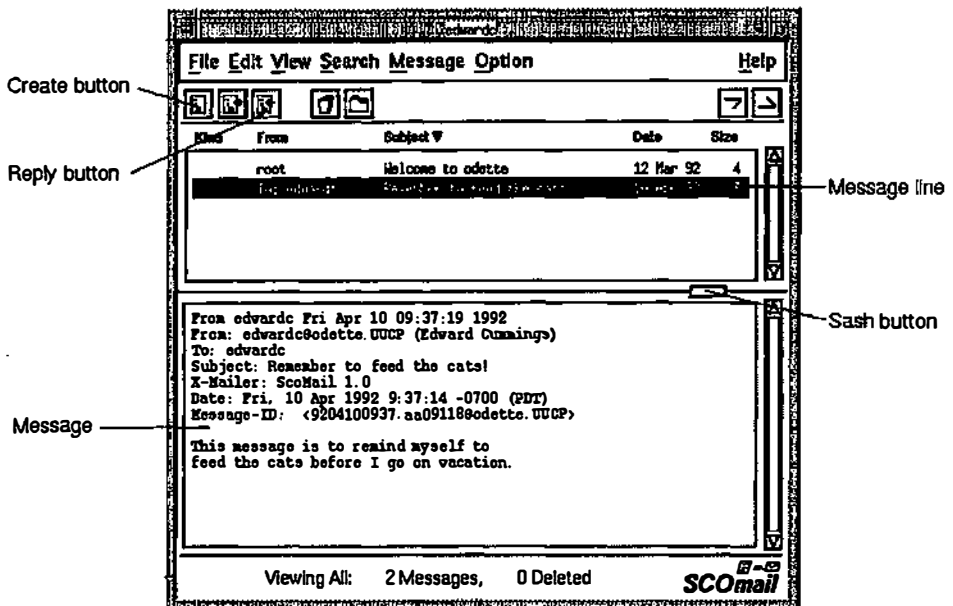 edwardc
File Edit View Search Message Option Help
Create button
Reply button
Kind From Subject Date Size
root Welcome to odette 12 Mar 92 4
Message line
Sash button
From edwardc Fri Apr 10 09:37:19 1992
From: edwardc@odette.UUCP (Edward Cummings)
To: edwardc
Subject: Remember to feed the cats!
X-Mailer: ScoMail 1.0
Date: Fri, 10 Apr 1992 9:37:14 -0700 (PDT)
Message-ID: <9204100937.aa09118@odette.UUCP>
Message
This message is to remind myself to
feed the cats before I go on vacation.
Viewing All: 2 Messages, 0 Deleted
SCOmail